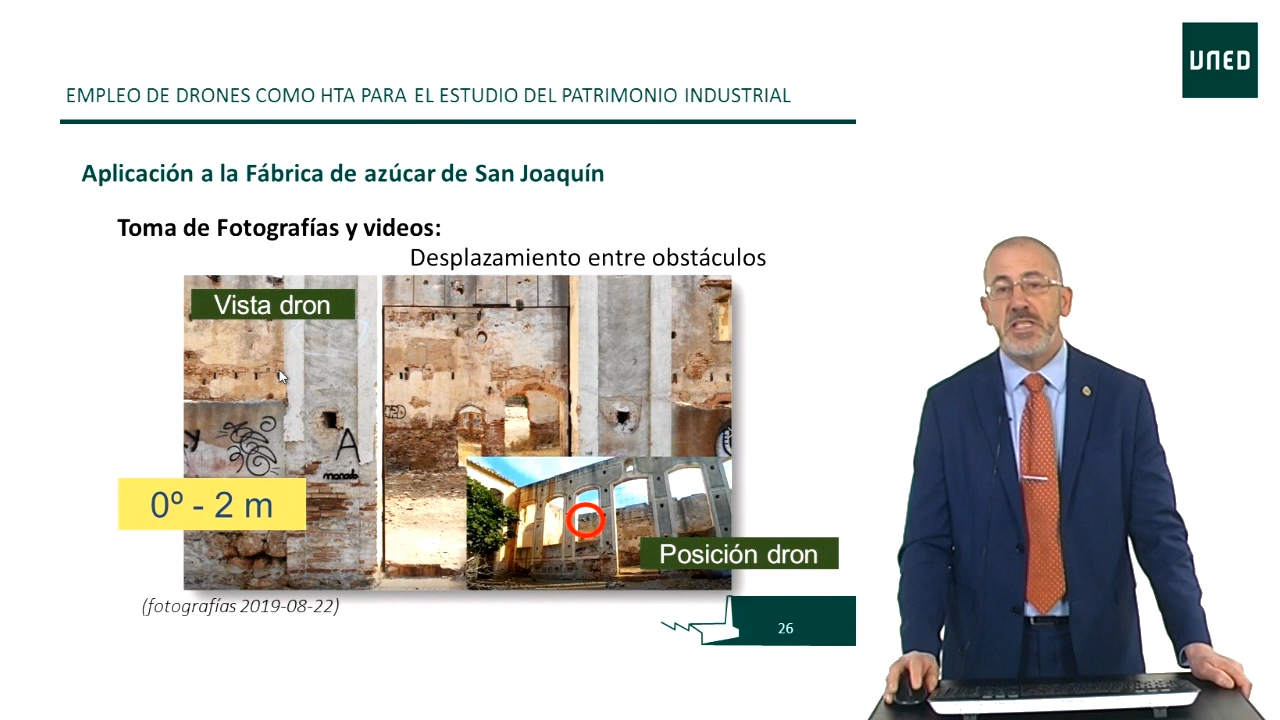 UNED
EMPLEO DE DRONES COMO HTA PARA EL ESTUDIO DEL PATRIMONIO INDUSTRIAL
Aplicación a la Fábrica de azúcar de San Joaquín
Toma de Fotografías y videos:
Desplazamiento entre obstáculos
Vista dron
A
0º - 2 m
Posición dron
(fotografías 2019-08-22)
26